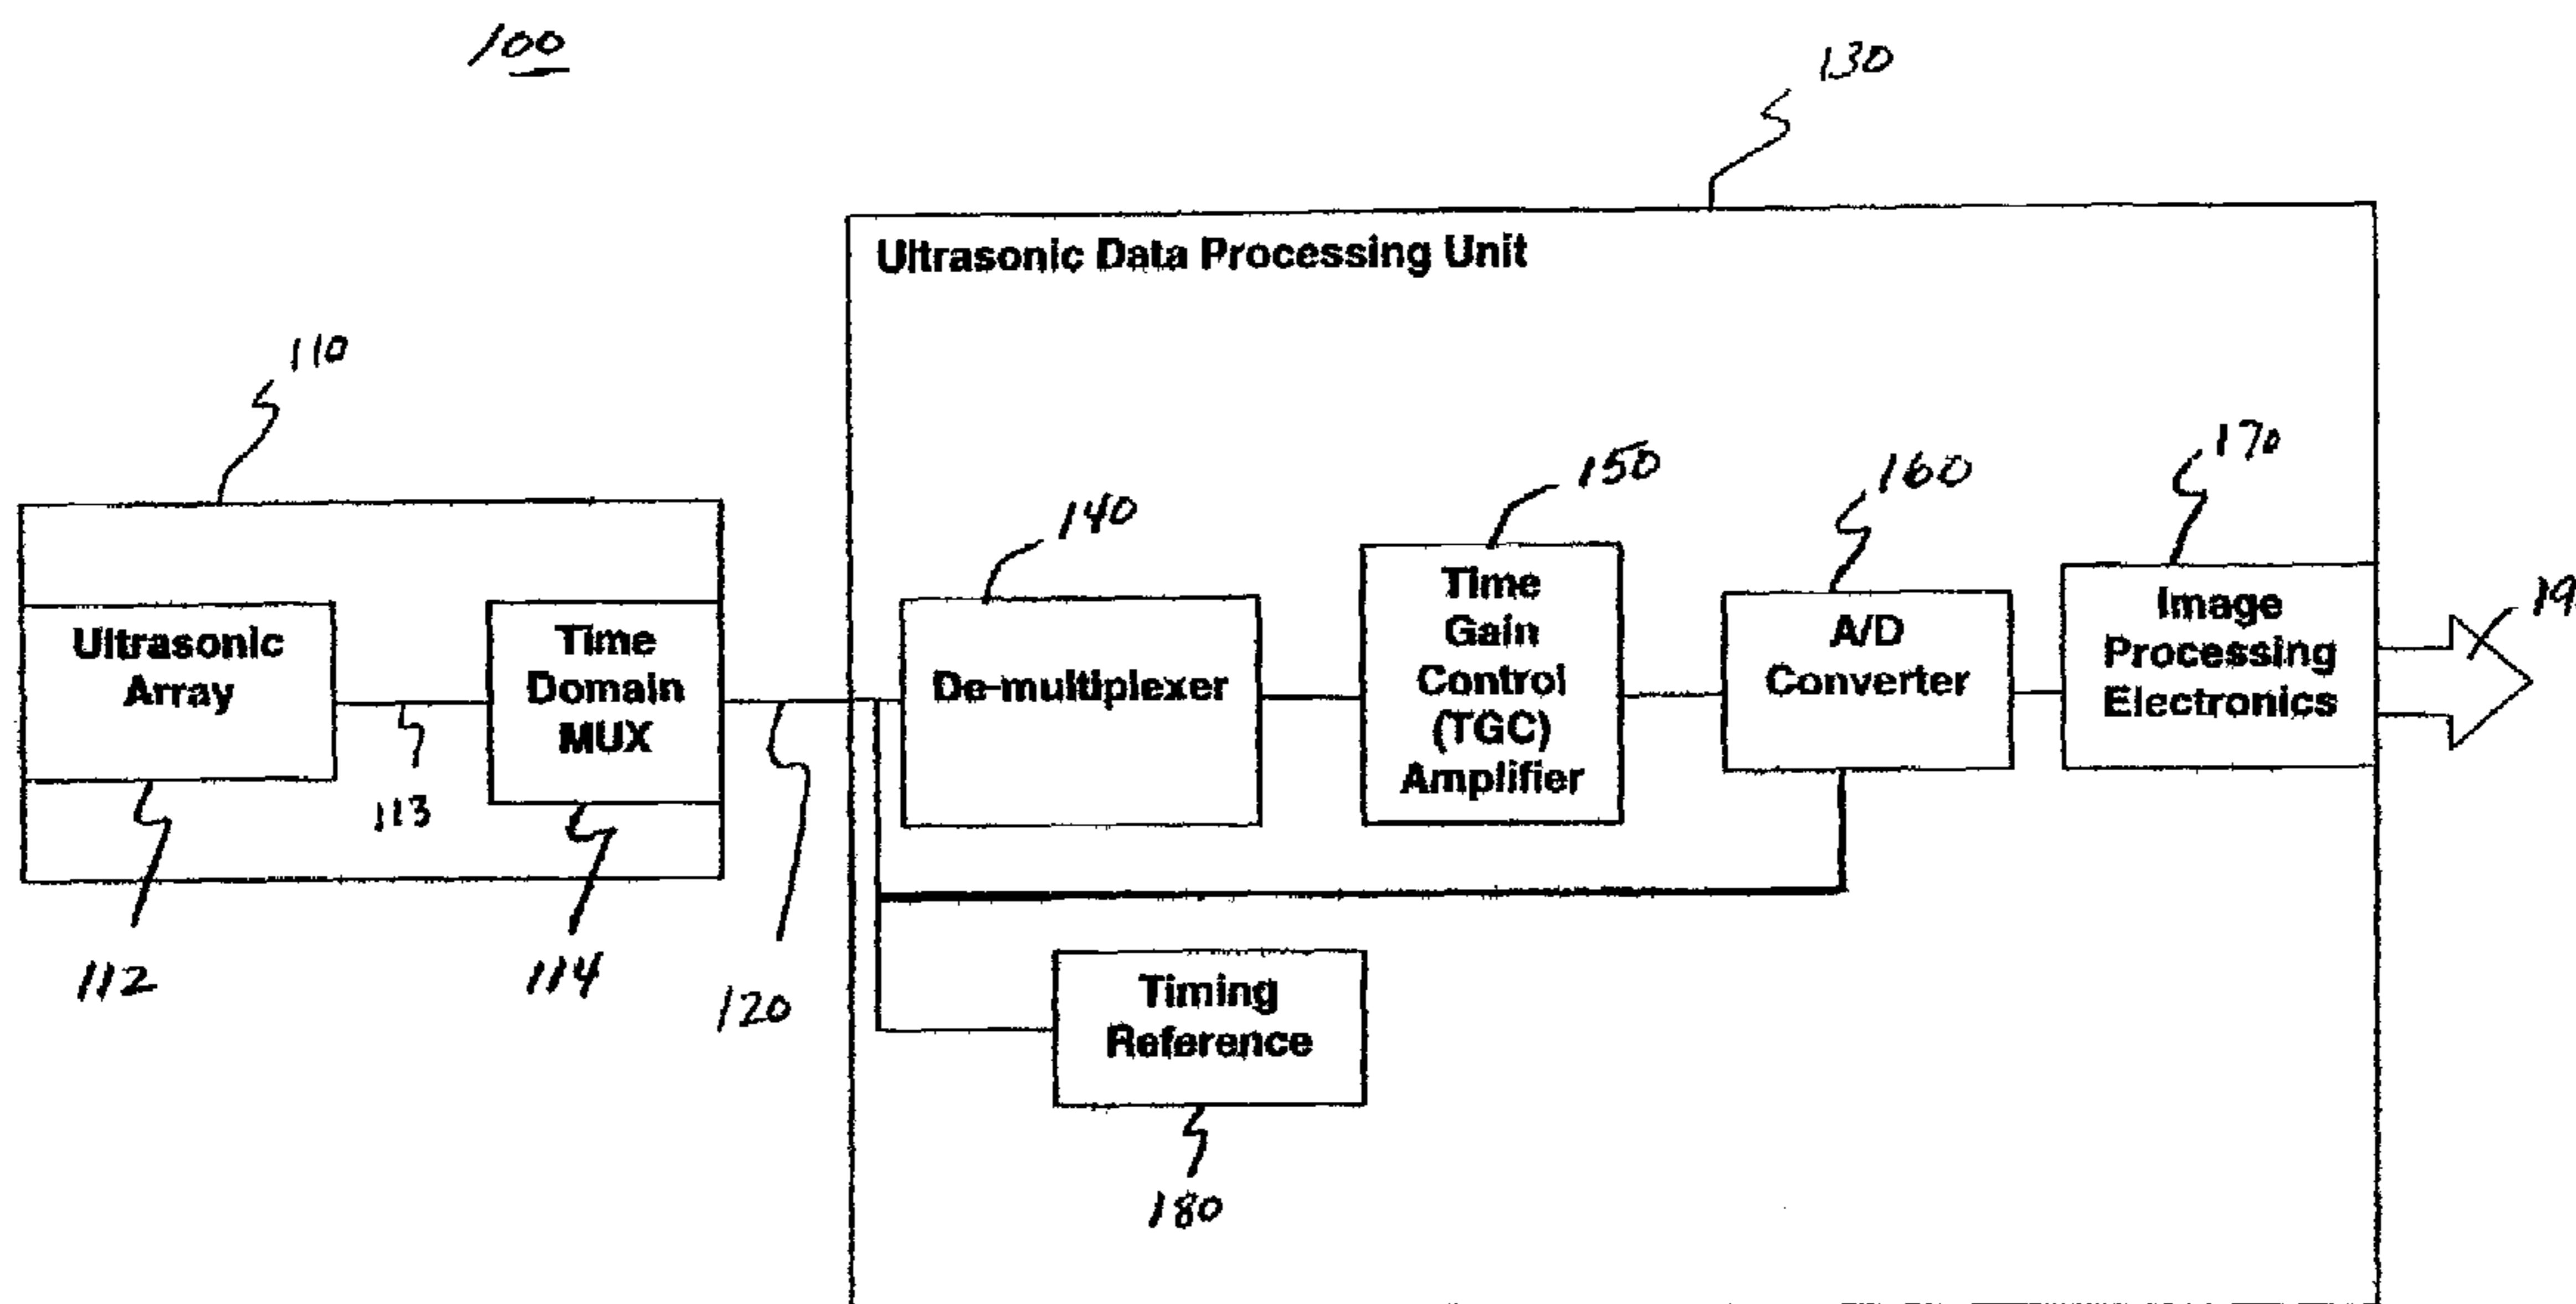 100
130
Ultrasonic Data Processing Unit
110
140
150
160
170
Ultrasonic
Array
Time
Domain
MUX
De-multiplexer
Time
Gain
Control
(TGC)
Amplifier
A/D
Converter
Image
Processing
Electronics
19
113
112
114
120
Timing
Reference
180